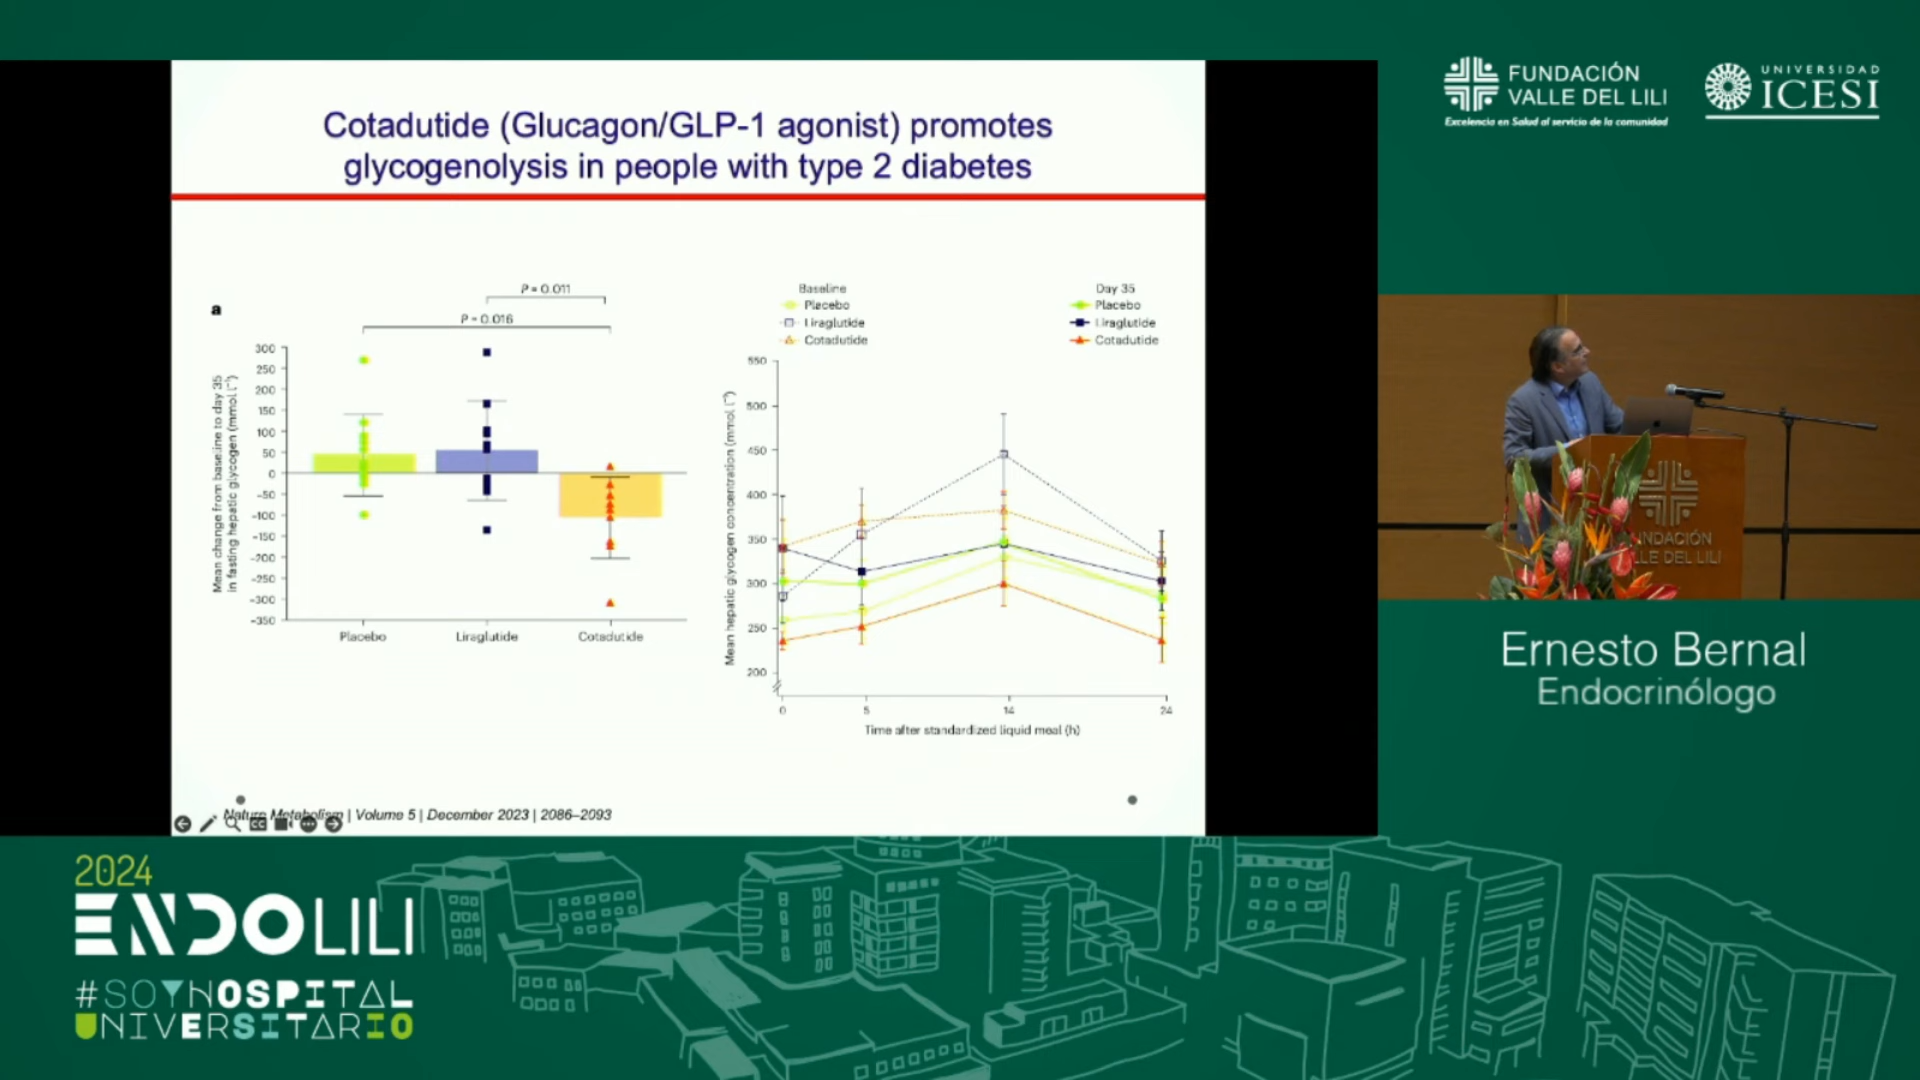 Cotadutide (Glucagon/GLP-1 agonist) promotes
glycogenolysis in people with type 2 diabetes
a
P = 0.011
P = 0.016
Mean change from baseline to day 35
in fasting hepatic glycogen (mmol l⁻¹)
300
250
200
150
100
50
0
-50
-100
-150
-200
-250
-300
-350
Placebo
Liraglutide
Cotadutide
Baseline
Placebo
Liraglutide
Cotadutide
Day 35
Placebo
Liraglutide
Cotadutide
Mean hepatic glycogen concentration (mmol l⁻¹)
550
500
450
400
350
300
250
200
0
5
14
24
Time after standardized liquid meal (h)
Nature Metabolism | Volume 5 | December 2023 | 2086–2093
FUNDACIÓN
VALLE DEL LILI
Excelencia en Salud al servicio de la comunidad
UNIVERSIDAD
ICESI
NDACIÓN
LLE DEL LILI
Ernesto Bernal
Endocrinólogo
2024
ENDOLILI
#SOYHOSPITAL
UNIVERSITARIO